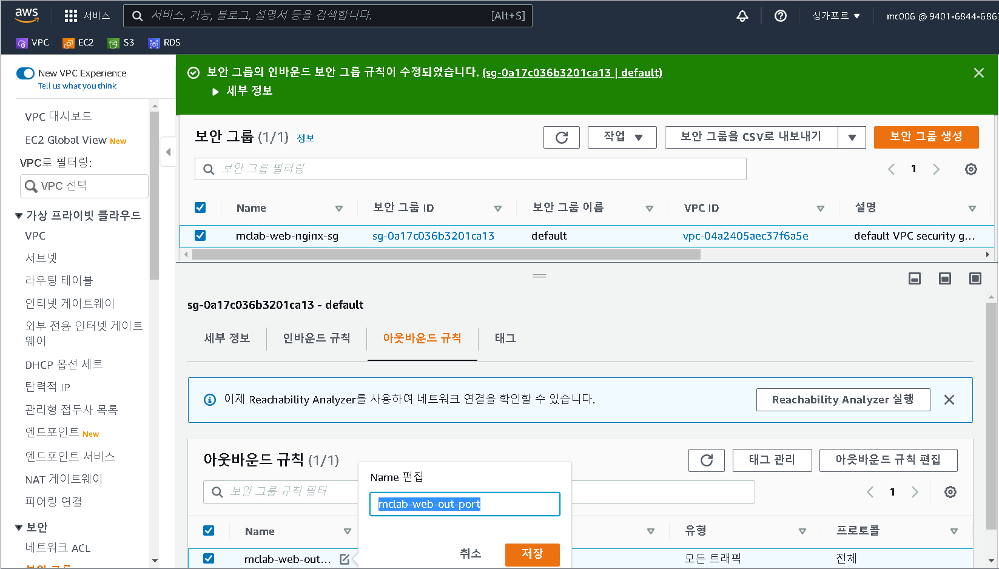 aws
서비스
서비스, 기능, 블로그, 설명서 등을 검색합니다.
[Alt+S]
싱가포르 ▼
mc006 @ 9401-6844-686
VPC
EC2
S3
RDS
New VPC Experience
Tell us what you think
VPC 대시보드
EC2 Global View New
VPC로 필터링:
VPC 선택
가상 프라이빗 클라우드
VPC
서브넷
라우팅 테이블
인터넷 게이트웨이
외부 전용 인터넷 게이트
웨이
DHCP 옵션 세트
탄력적 IP
관리형 접두사 목록
엔드포인트 New
엔드포인트 서비스
NAT 게이트웨이
피어링 연결
보안
네트워크 ACL
보안 그룹
보안 그룹의 인바운드 보안 그룹 규칙이 수정되었습니다. (sg-0a17c036b3201ca13 | default)
▶ 세부 정보
보안 그룹 (1/1) 정보
작업 ▼
보안 그룹을 CSV로 내보내기
보안 그룹 생성
보안 그룹 필터링
1
Name
보안 그룹 ID
보안 그룹 이름
VPC ID
설명
mclab-web-nginx-sg
sg-0a17c036b3201ca13
default
vpc-04a2405aec37f6a5e
default VPC security g...
sg-0a17c036b3201ca13 - default
세부 정보
인바운드 규칙
아웃바운드 규칙
태그
이제 Reachability Analyzer를 사용하여 네트워크 연결을 확인할 수 있습니다.
Reachability Analyzer 실행
아웃바운드 규칙 (1/1)
태그 관리
아웃바운드 규칙 편집
보안 그룹 규칙 필터
1
Name 편집
mclab-web-out-port
취소
저장
Name
유형
프로토콜
mclab-web-out...
모든 트래픽
전체